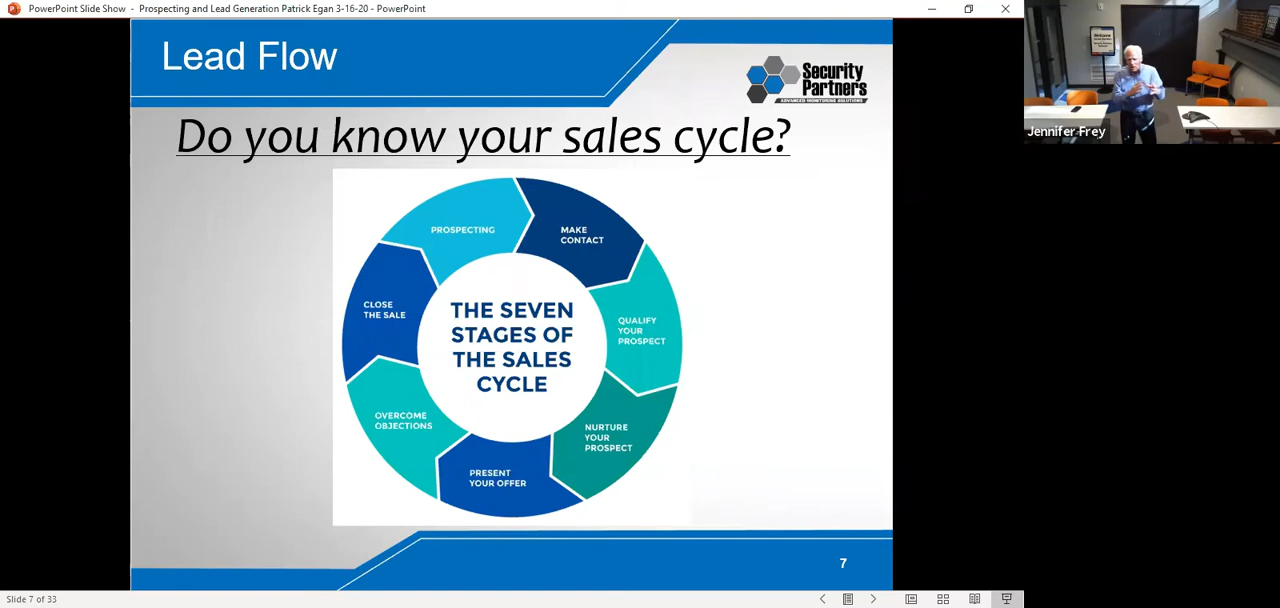 PowerPoint Slide Show - Prospecting and Lead Generation Patrick Egan 3-16-20 - PowerPoint
Lead Flow
Security
Partners
ADVANCED MONITORING SOLUTIONS
Do you know your sales cycle?
PROSPECTING
MAKE
CONTACT
QUALIFY
YOUR
PROSPECT
NURTURE
YOUR
PROSPECT
PRESENT
YOUR OFFER
OVERCOME
OBJECTIONS
CLOSE
THE SALE
THE SEVEN
STAGES OF
THE SALES
CYCLE
7
Slide 7 of 33
Welcome
Jennifer Frey